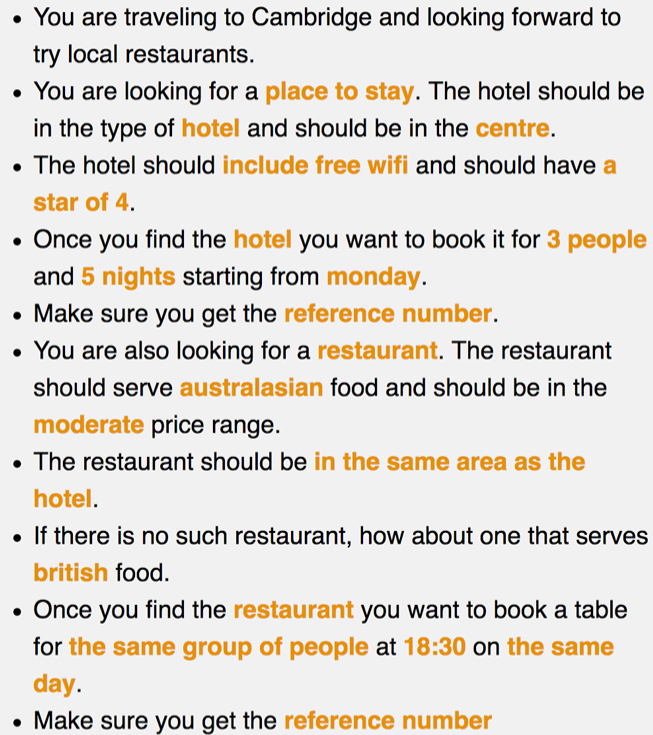 • You are traveling to Cambridge and looking forward to
try local restaurants.
• You are looking for a place to stay. The hotel should be
in the type of hotel and should be in the centre.
• The hotel should include free wifi and should have a
star of 4.
• Once you find the hotel you want to book it for 3 people
and 5 nights starting from monday.
• Make sure you get the reference number.
• You are also looking for a restaurant. The restaurant
should serve australasian food and should be in the
moderate price range.
• The restaurant should be in the same area as the
hotel.
• If there is no such restaurant, how about one that serves
british food.
• Once you find the restaurant you want to book a table
for the same group of people at 18:30 on the same
day.
• Make sure you get the reference number